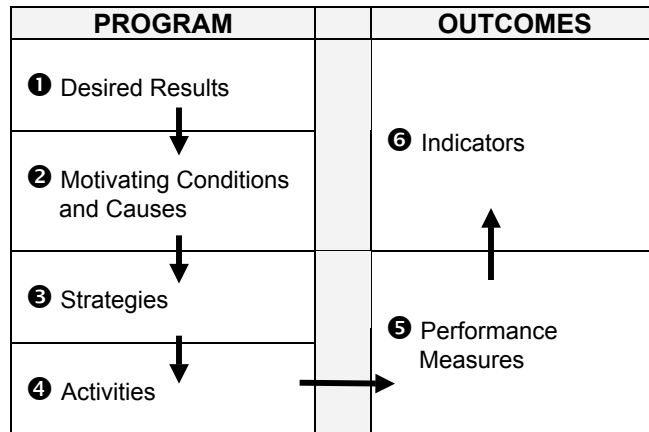 PROGRAM
OUTCOMES
❶ Desired Results
❷ Motivating Conditions
and Causes
❸ Strategies
❹ Activities
❻ Indicators
❺ Performance
Measures